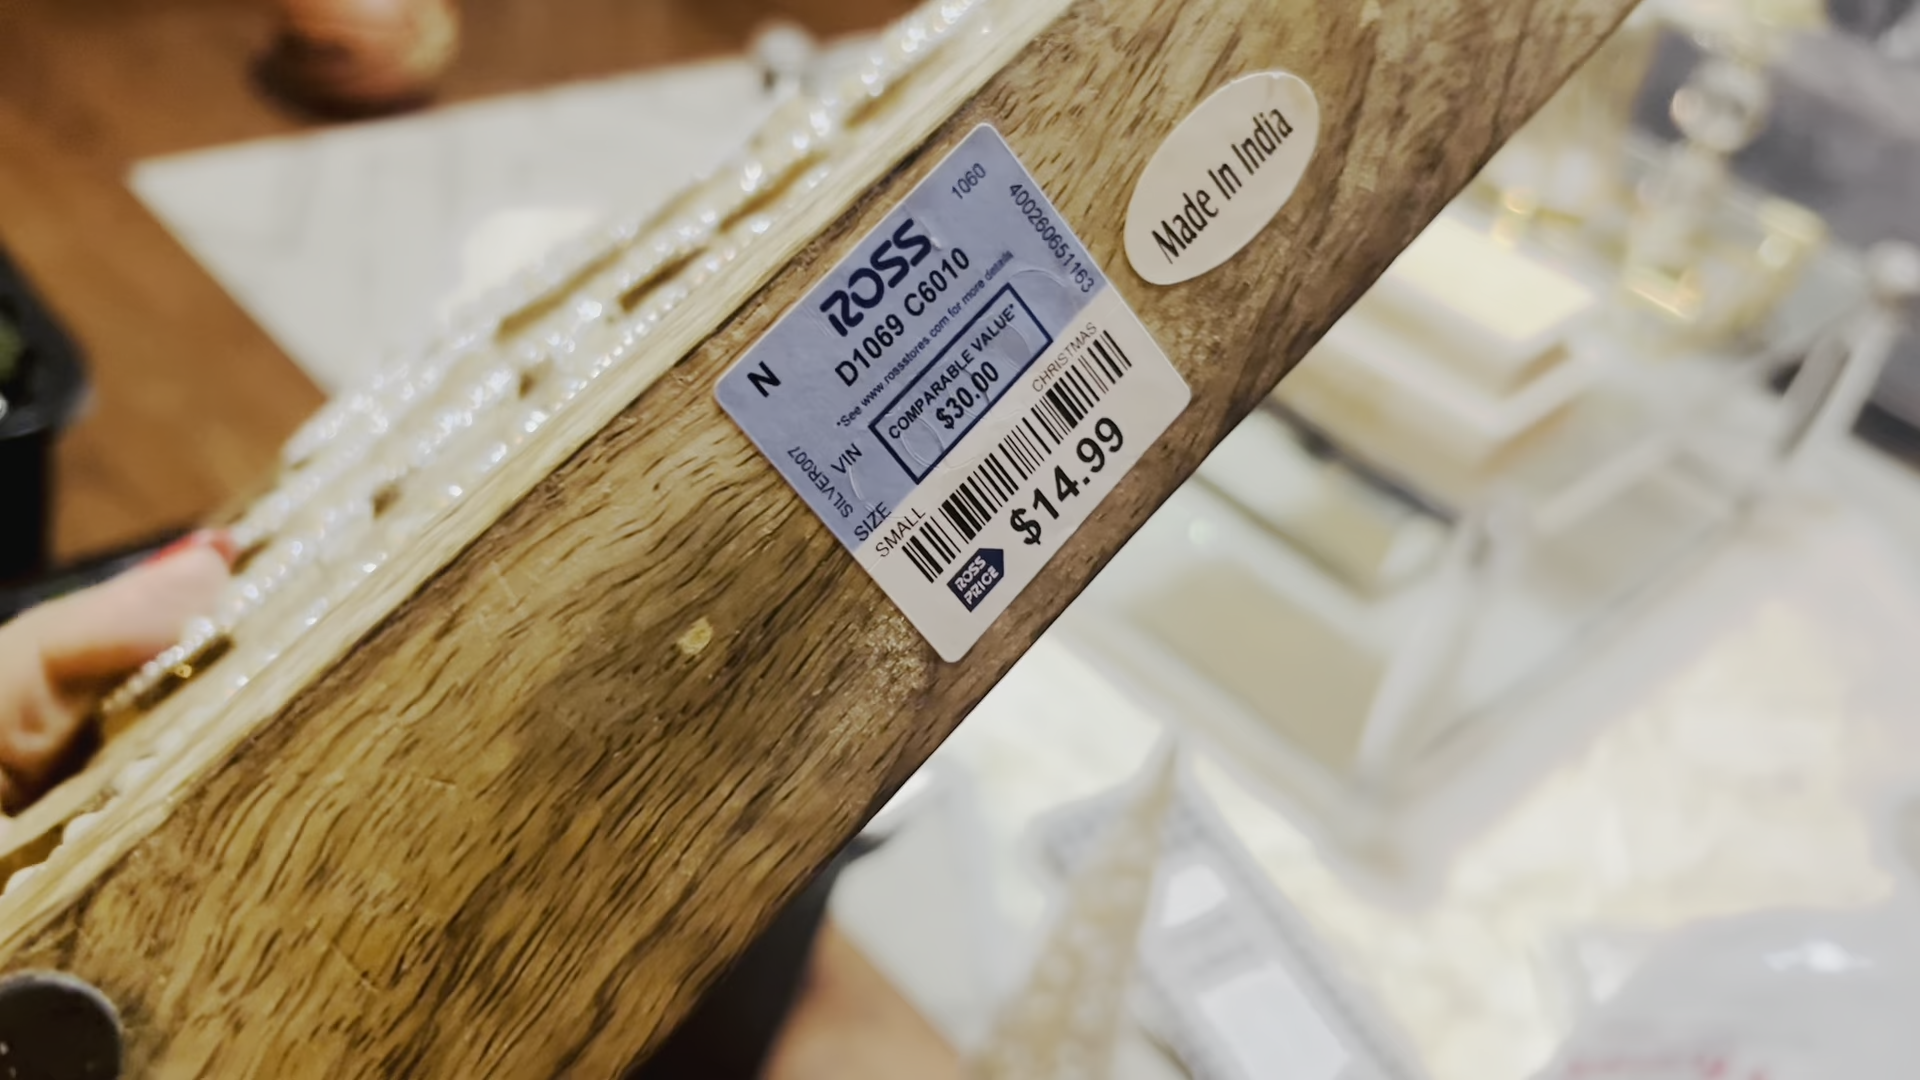 1060
400260651163
ROSS
D1069 C6010
*See www.rossstores.com for more details
N
COMPARABLE VALUE*
$30.00
VIN
SILVER007
SIZE
SMALL
CHRISTMAS
$14.99
ROSS
PRICE
Made In India